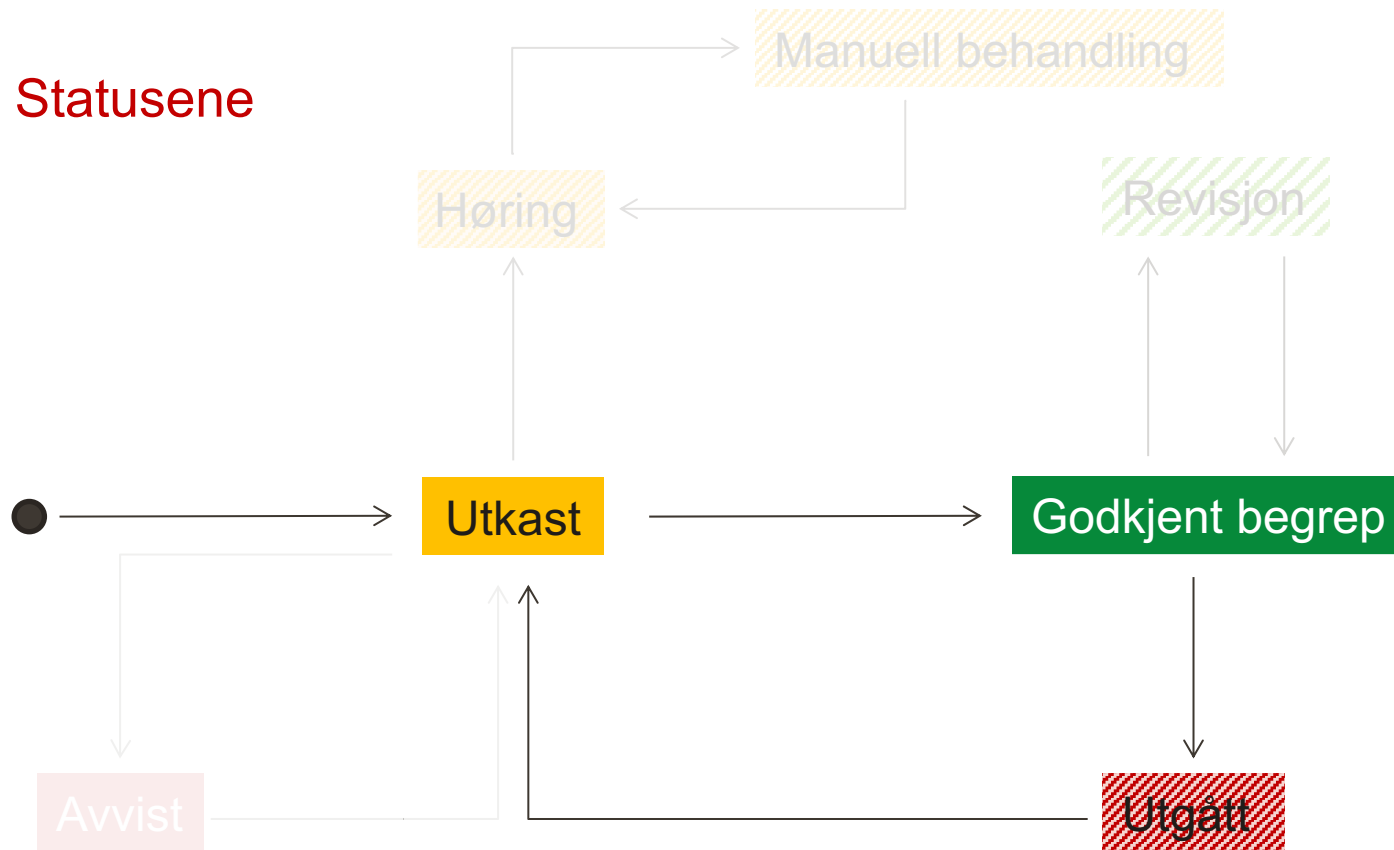 Manuell behandling
Statusene
Høring
Revisjon
Utkast
Godkjent begrep
Avvist
Utgått